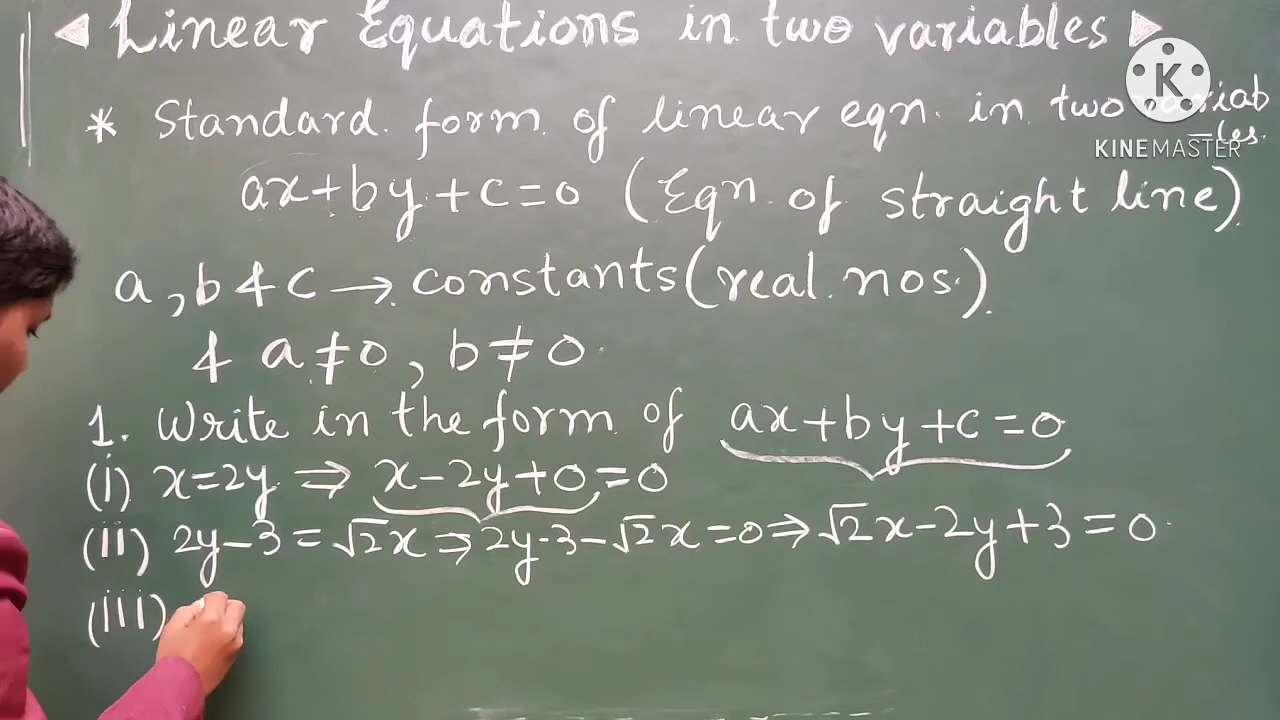 Linear Equations in two variables
* Standard form of linear eqn. in two variab
-les.
K
KINEMASTER
ax+by+c=0 (Eqn of straight line)
a, b & c → constants (real nos.)
& a≠0, b≠0.
1. Write in the form of ax+by+c=0
(i) x=2y ⇒ x-2y+0=0
(ii) 2y-3=√2x ⇒ 2y-3-√2x=0 ⇒ √2x-2y+3=0.
(iii)